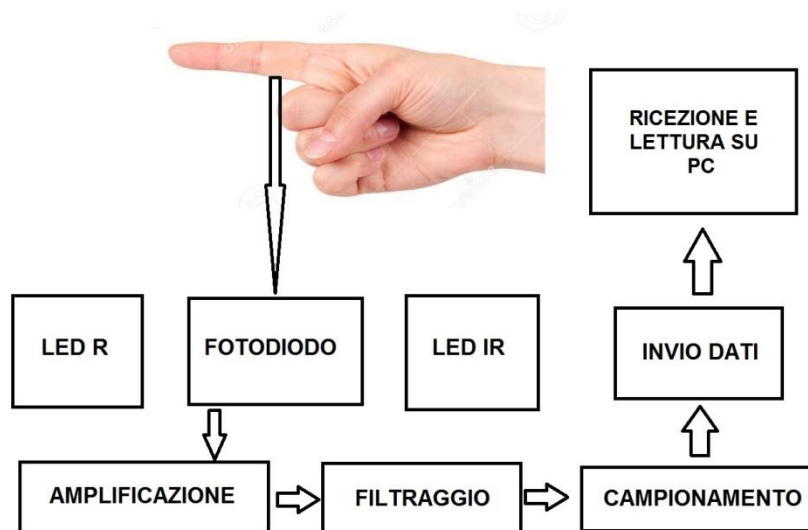 RICEZIONE E
LETTURA SU
PC
LED R
FOTODIODO
LED IR
INVIO DATI
AMPLIFICAZIONE
FILTRAGGIO
CAMPIONAMENTO